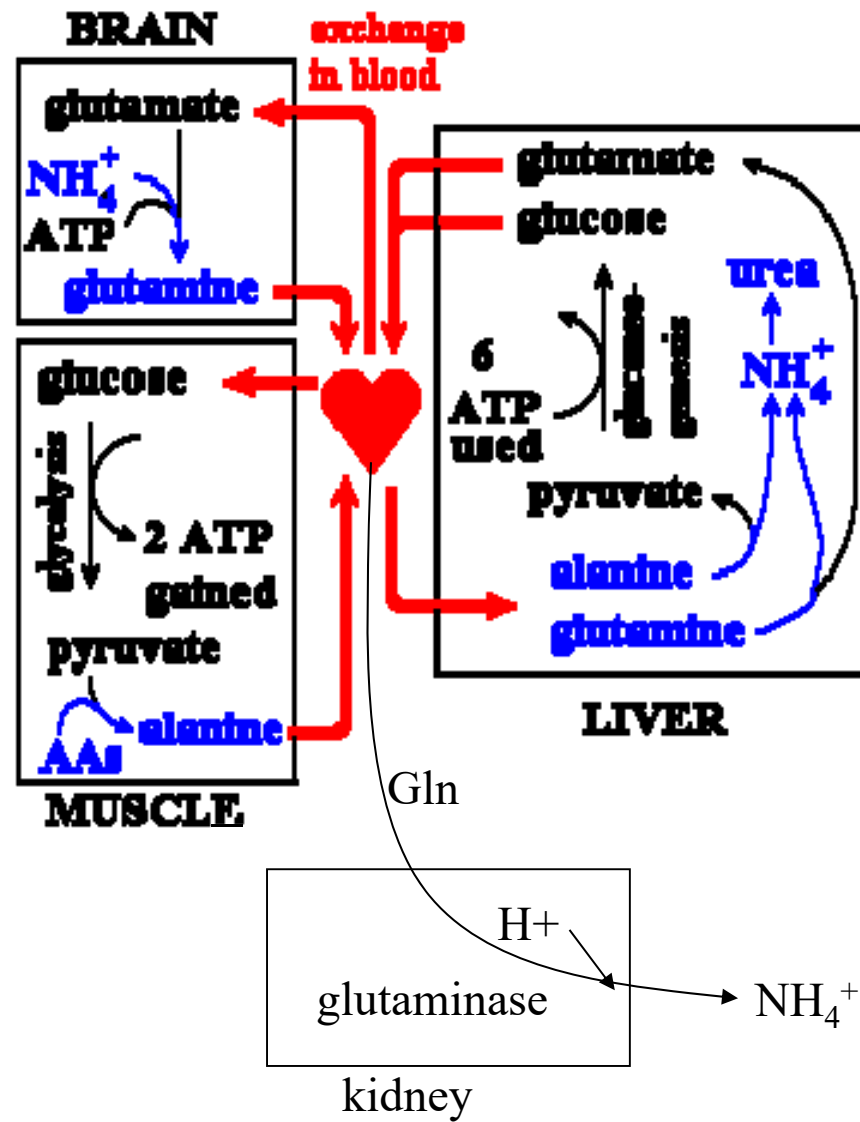 BRAIN
exchange
in blood
glutamate
NH₄⁺
ATP
glutamine
glucose
glycolysis
2 ATP
gained
pyruvate
AAs
alanine
MUSCLE
glutamate
glucose
urea
NH₄⁺
6
ATP
used
pyruvate
alanine
glutamine
LIVER
Gln
H+
glutaminase
NH₄⁺
kidney